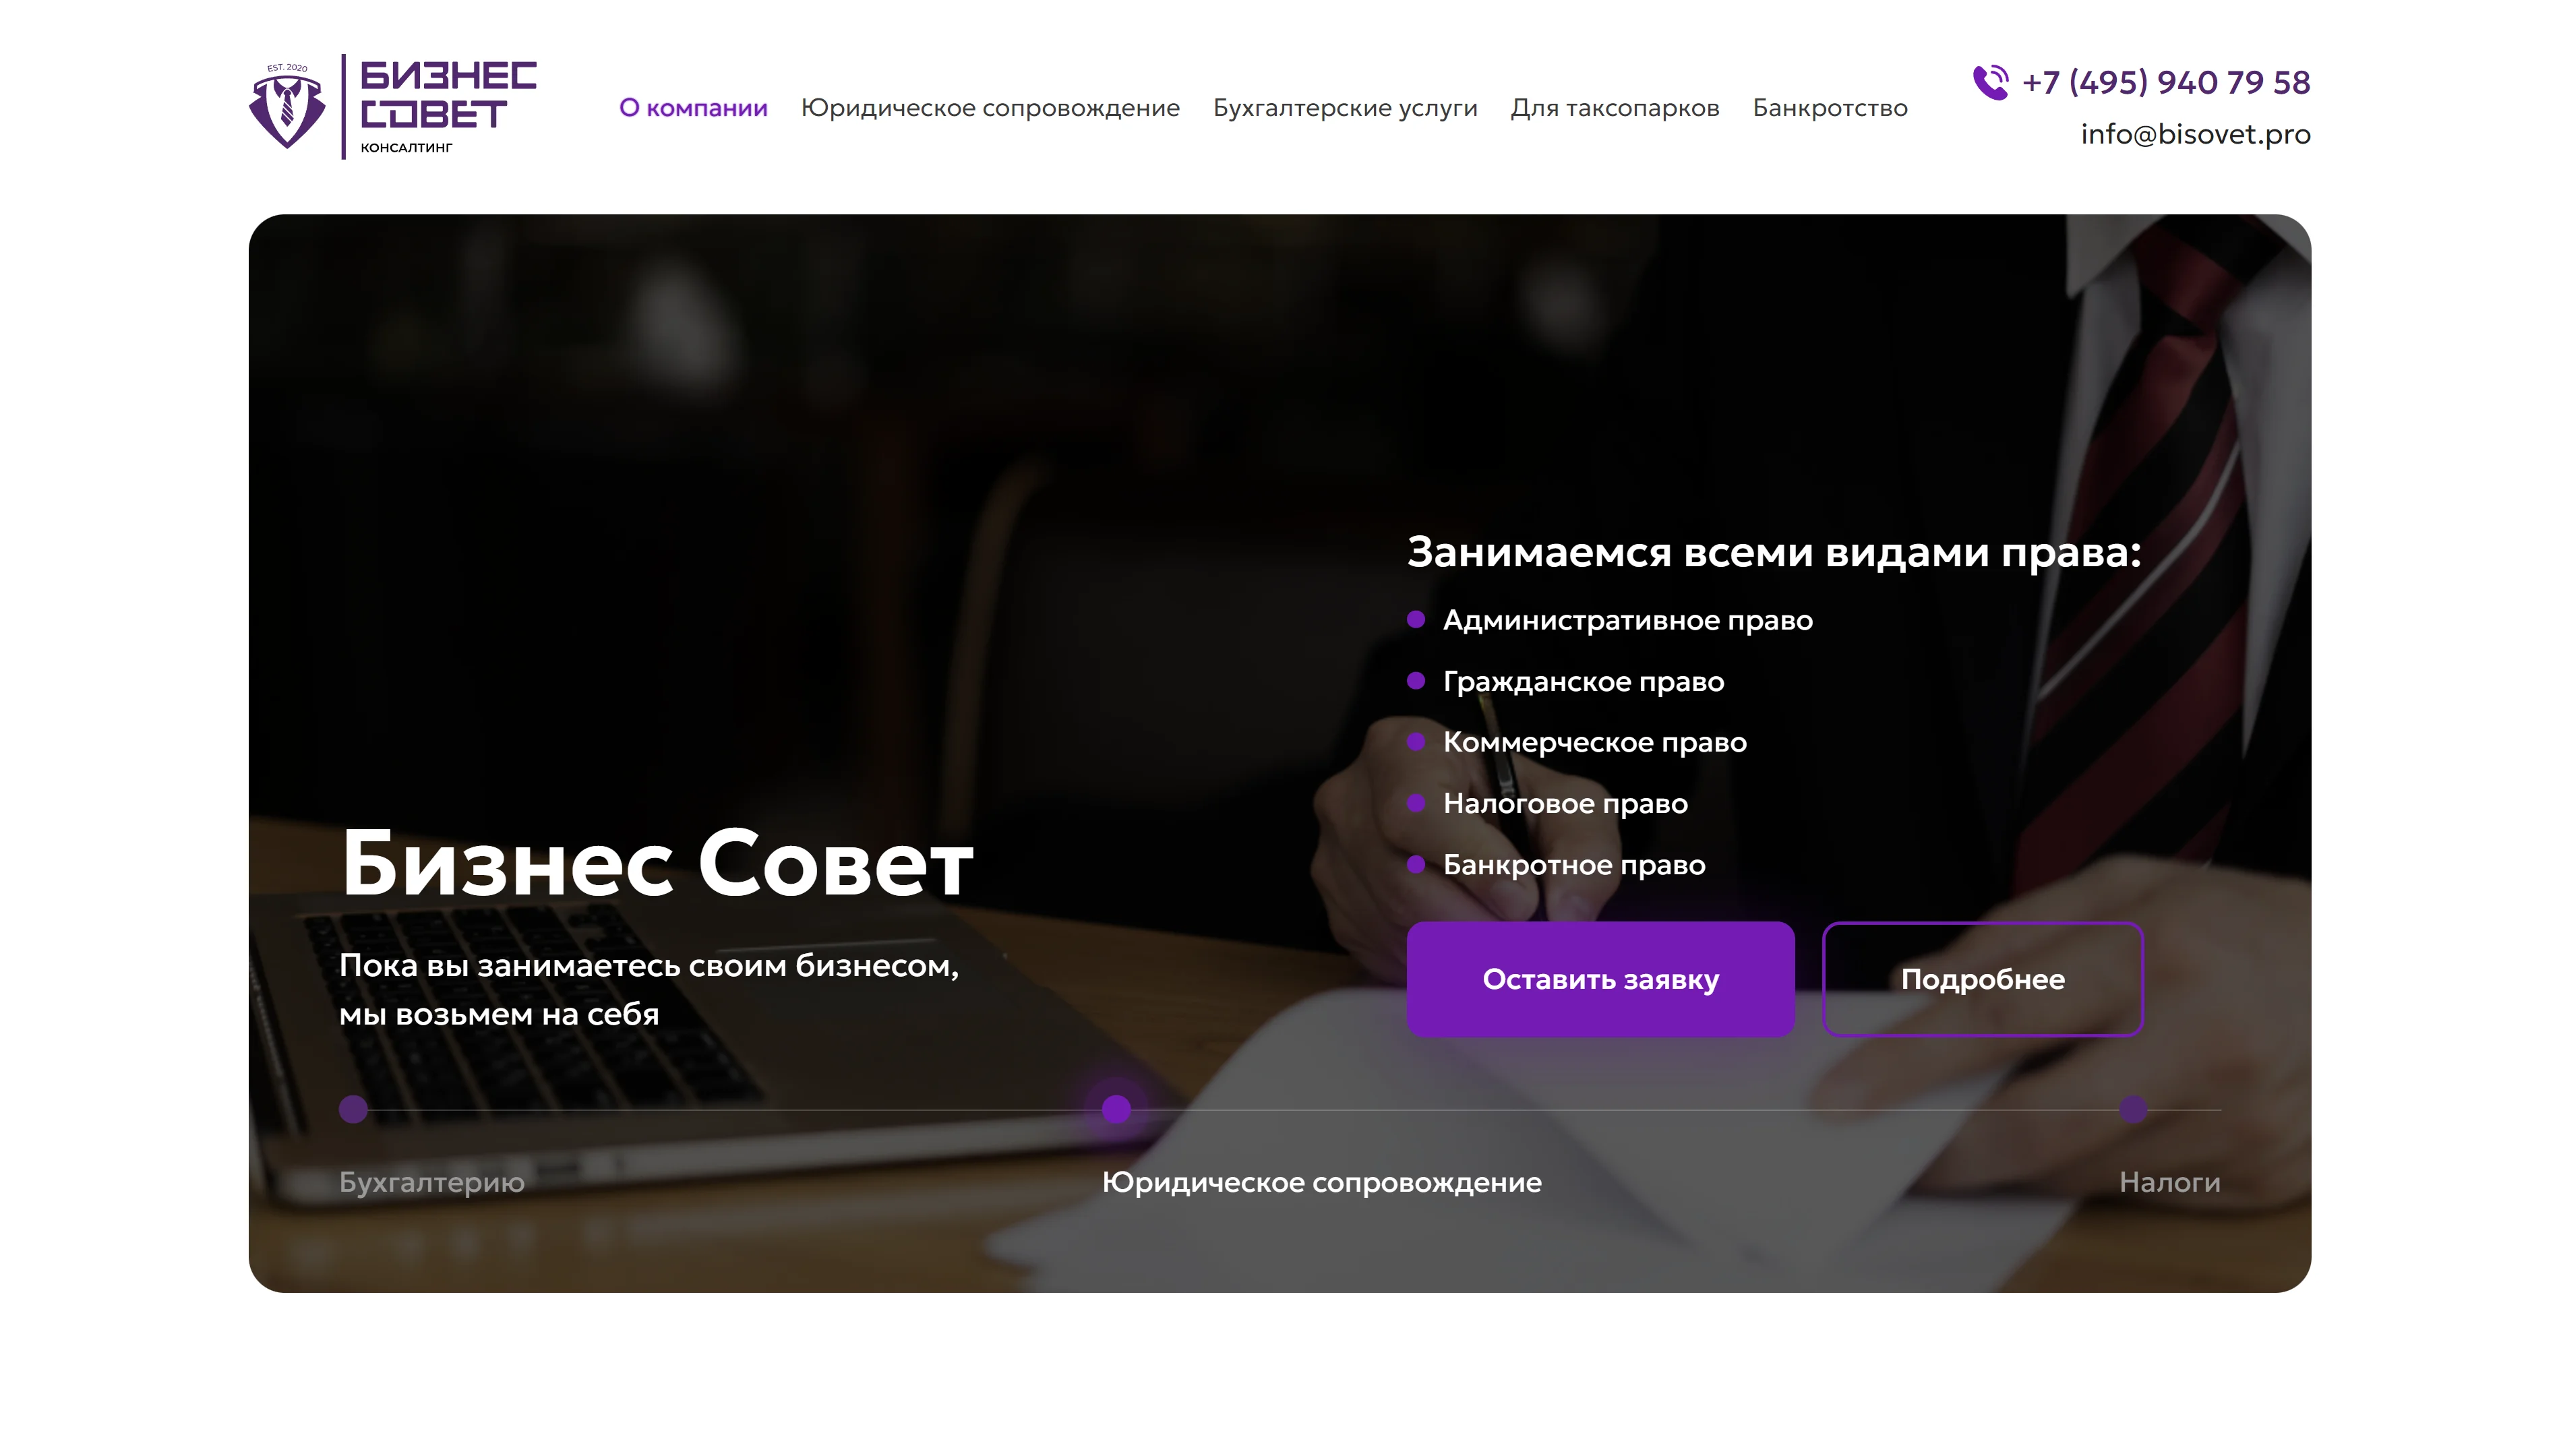 EST. 2020
БИЗНЕС
СОВЕТ
КОНСАЛТИНГ
О компании
Юридическое сопровождение
Бухгалтерские услуги
Для таксопарков
Банкротство
+7 (495) 940 79 58
info@bisovet.pro
Бизнес Совет
Пока вы занимаетесь своим бизнесом,
мы возьмем на себя
Занимаемся всеми видами права:
Административное право
Гражданское право
Коммерческое право
Налоговое право
Банкротное право
Оставить заявку
Подробнее
Бухгалтерию
Юридическое сопровождение
Налоги